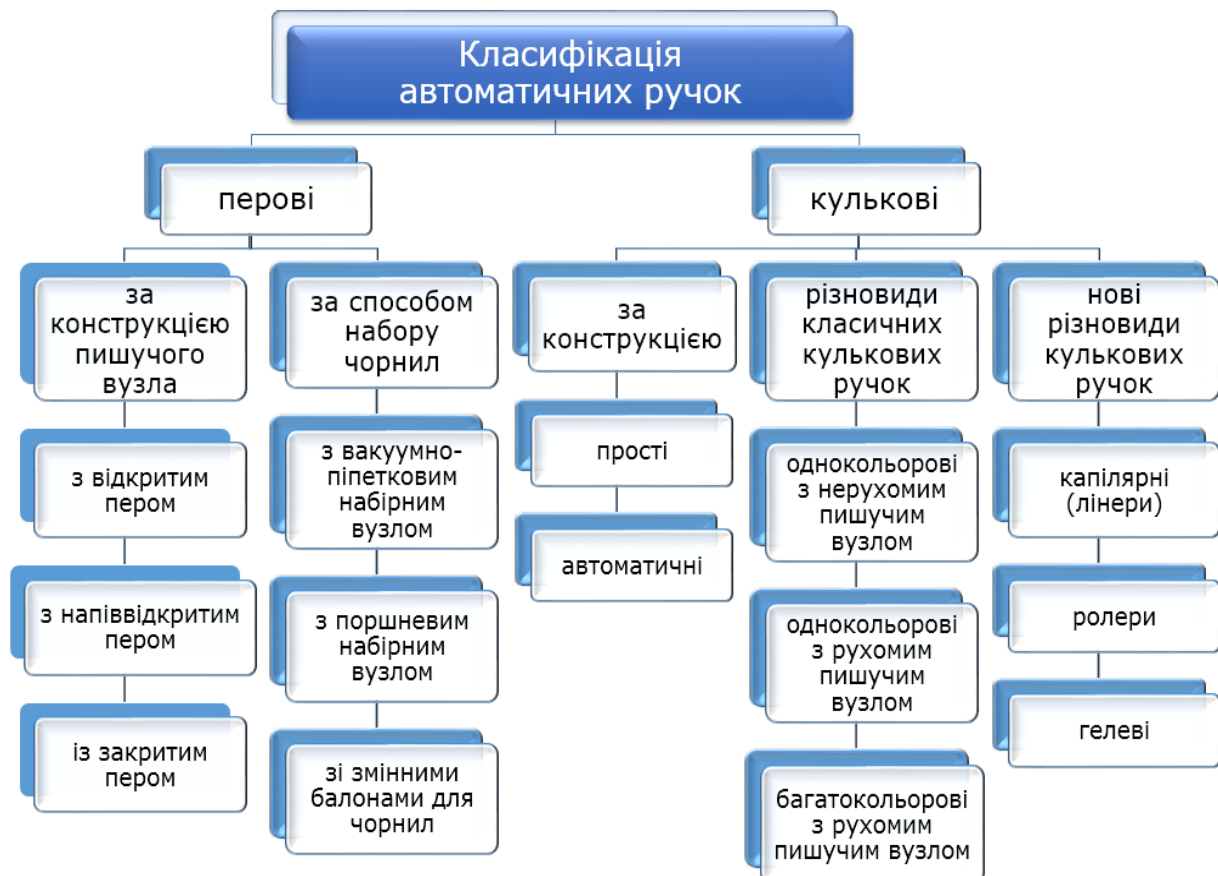 Класифікація
автоматичних ручок
перові
кулькові
за
конструкцією
пишучого
вузла
з відкритим
пером
з напіввідкритим
пером
із закритим
пером
за способом
набору
чорнил
з вакуумно-
піпетковим
набірним
вузлом
з поршневим
набірним
вузлом
зі змінними
балонами для
чорнил
за
конструкцією
прості
автоматичні
різновиди
класичних
кулькових
ручок
однокольорові
з нерухомим
пишучим
вузлом
однокольорові
з рухомим
пишучим
вузлом
багатокольорові
з рухомим
пишучим вузлом
нові
різновиди
кулькових
ручок
капілярні
(лінери)
ролери
гелеві